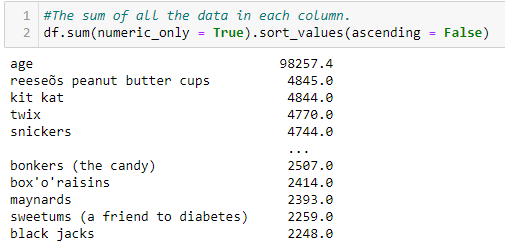 1 #The sum of all the data in each column.
2 df.sum(numeric_only = True).sort_values(ascending = False)
age 98257.4
reeseõs peanut butter cups 4845.0
kit kat 4844.0
twix 4770.0
snickers 4744.0
...
bonkers (the candy) 2507.0
box'o'raisins 2414.0
maynards 2393.0
sweetums (a friend to diabetes) 2259.0
black jacks 2248.0